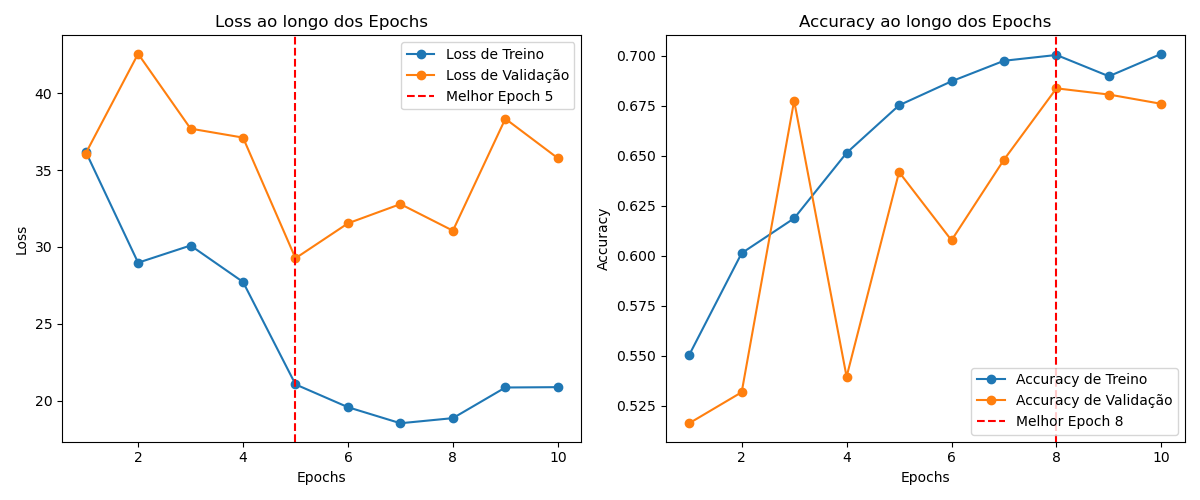 Loss ao longo dos Epochs
Loss de Treino
Loss de Validação
Melhor Epoch 5
40
35
30
25
20
Loss
2
4
6
8
10
Epochs
Accuracy ao longo dos Epochs
0.700
0.675
0.650
0.625
0.600
0.575
0.550
0.525
Accuracy
Accuracy de Treino
Accuracy de Validação
Melhor Epoch 8
2
4
6
8
10
Epochs